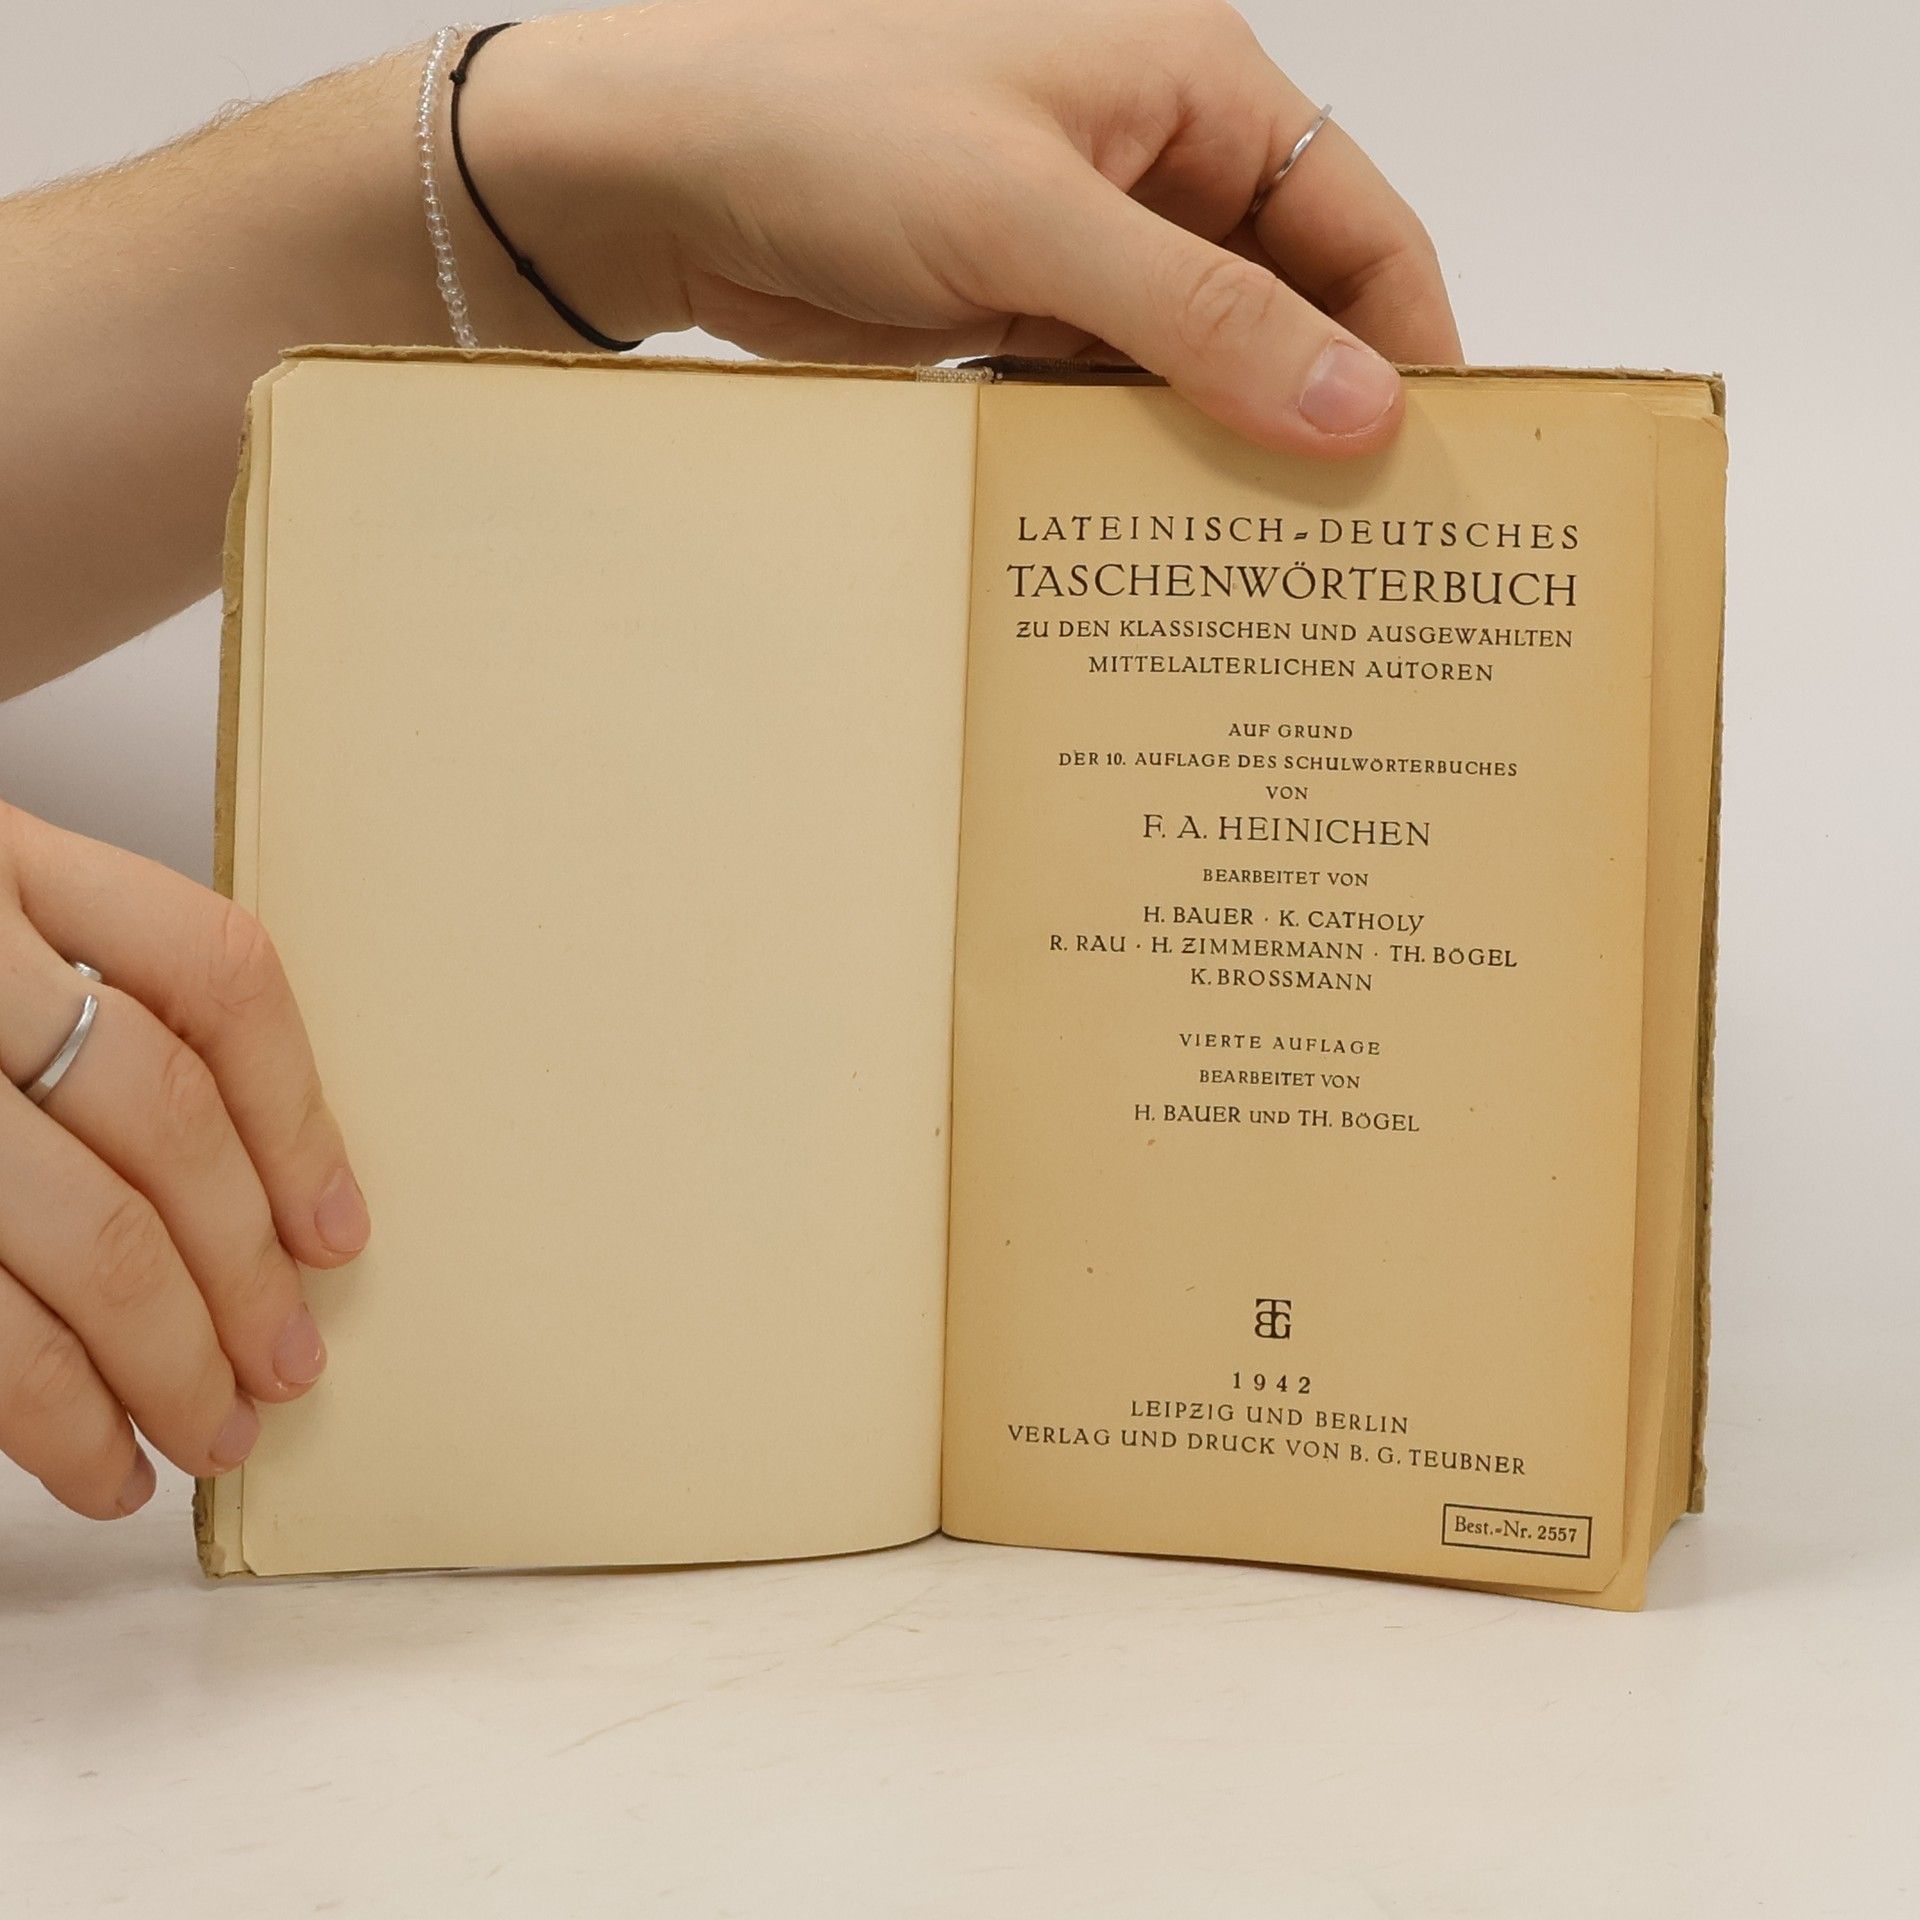 LATEINISCH-DEUTSCHES
TASCHENWÖRTERBUCH
ZU DEN KLASSISCHEN UND AUSGEWÄHLTEN
MITTELALTERLICHEN AUTOREN
AUF GRUND
DER 10. AUFLAGE DES SCHULWÖRTERBUCHES
VON
F. A. HEINICHEN
BEARBEITET VON
H. BAUER · K. CATHOLY
R. RAU · H. ZIMMERMANN · TH. BÖGEL
K. BROSSMANN
VIERTE AUFLAGE
BEARBEITET VON
H. BAUER UND TH. BÖGEL
BTG
1942
LEIPZIG UND BERLIN
VERLAG UND DRUCK VON B. G. TEUBNER
Best.-Nr. 2557